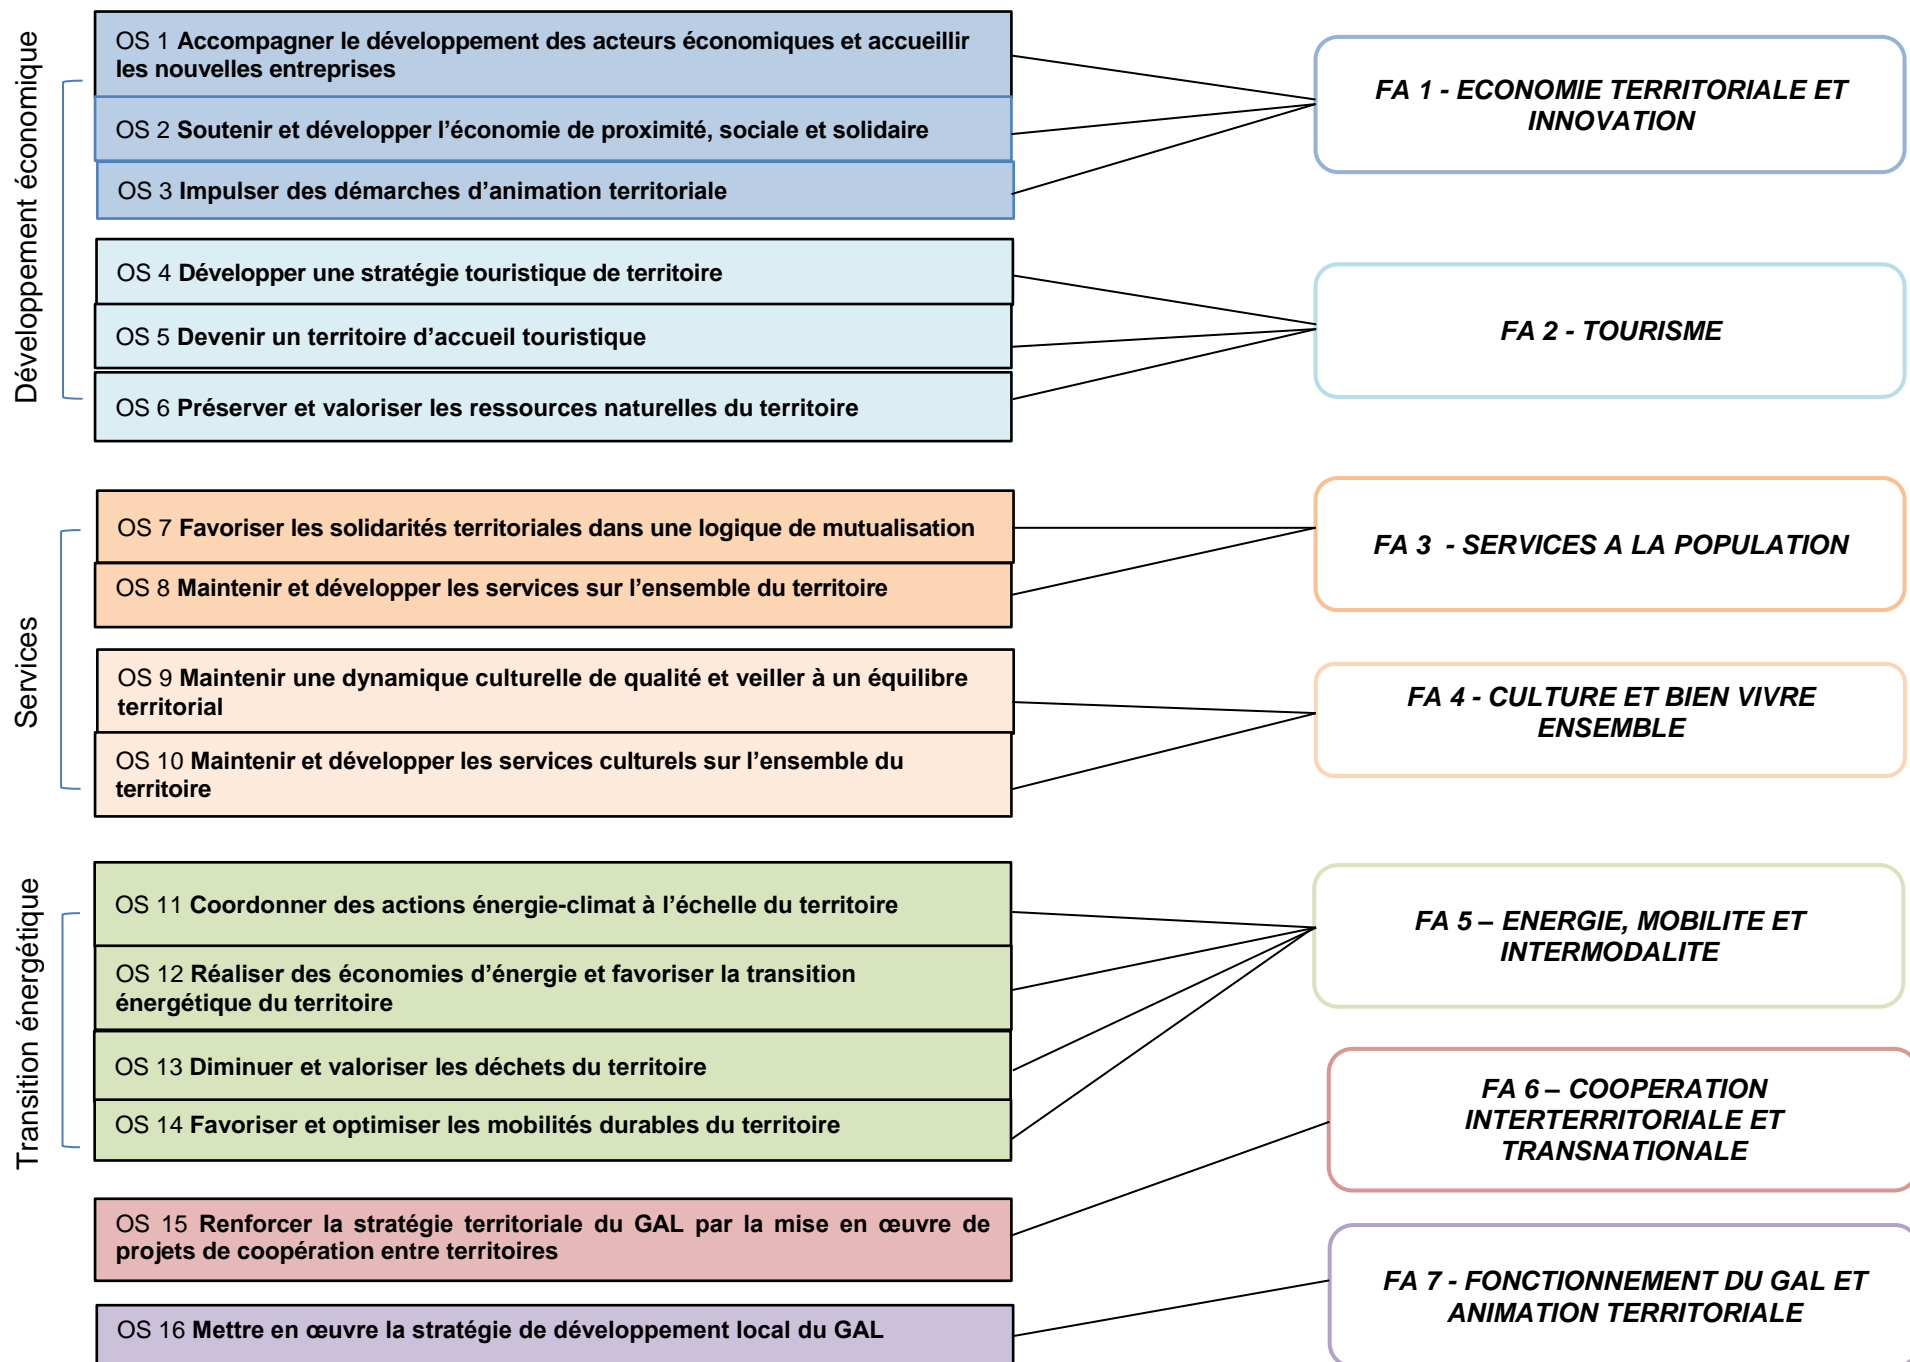 Développement économique
OS 1 Accompagner le développement des acteurs économiques et accueillir
les nouvelles entreprises
OS 2 Soutenir et développer l’économie de proximité, sociale et solidaire
OS 3 Impulser des démarches d’animation territoriale
FA 1 - ECONOMIE TERRITORIALE ET
INNOVATION
OS 4 Développer une stratégie touristique de territoire
OS 5 Devenir un territoire d’accueil touristique
OS 6 Préserver et valoriser les ressources naturelles du territoire
FA 2 - TOURISME
Services
OS 7 Favoriser les solidarités territoriales dans une logique de mutualisation
OS 8 Maintenir et développer les services sur l’ensemble du territoire
FA 3 - SERVICES A LA POPULATION
OS 9 Maintenir une dynamique culturelle de qualité et veiller à un équilibre
territorial
OS 10 Maintenir et développer les services culturels sur l’ensemble du
territoire
FA 4 - CULTURE ET BIEN VIVRE
ENSEMBLE
Transition énergétique
OS 11 Coordonner des actions énergie-climat à l’échelle du territoire
OS 12 Réaliser des économies d’énergie et favoriser la transition
énergétique du territoire
OS 13 Diminuer et valoriser les déchets du territoire
OS 14 Favoriser et optimiser les mobilités durables du territoire
FA 5 – ENERGIE, MOBILITE ET
INTERMODALITE
OS 15 Renforcer la stratégie territoriale du GAL par la mise en œuvre de
projets de coopération entre territoires
FA 6 – COOPERATION
INTERTERRITORIALE ET
TRANSNATIONALE
OS 16 Mettre en œuvre la stratégie de développement local du GAL
FA 7 - FONCTIONNEMENT DU GAL ET
ANIMATION TERRITORIALE